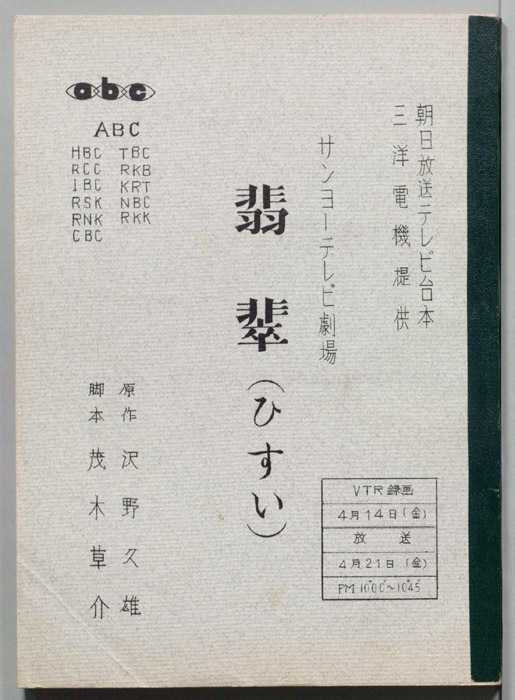 朝日放送テレビ台本
三洋電機提供
サンヨーテレビ劇場
翡翠(ひすい)
原作 沢野久雄
脚本 茂木草介
abc
ABC
HBC TBC
RCC RKB
IBC KRT
RSK NBC
RNK RKK
CBC
VTR録画
4月14日(金)
放送
4月21日(金)
PM 10:00〜10:45